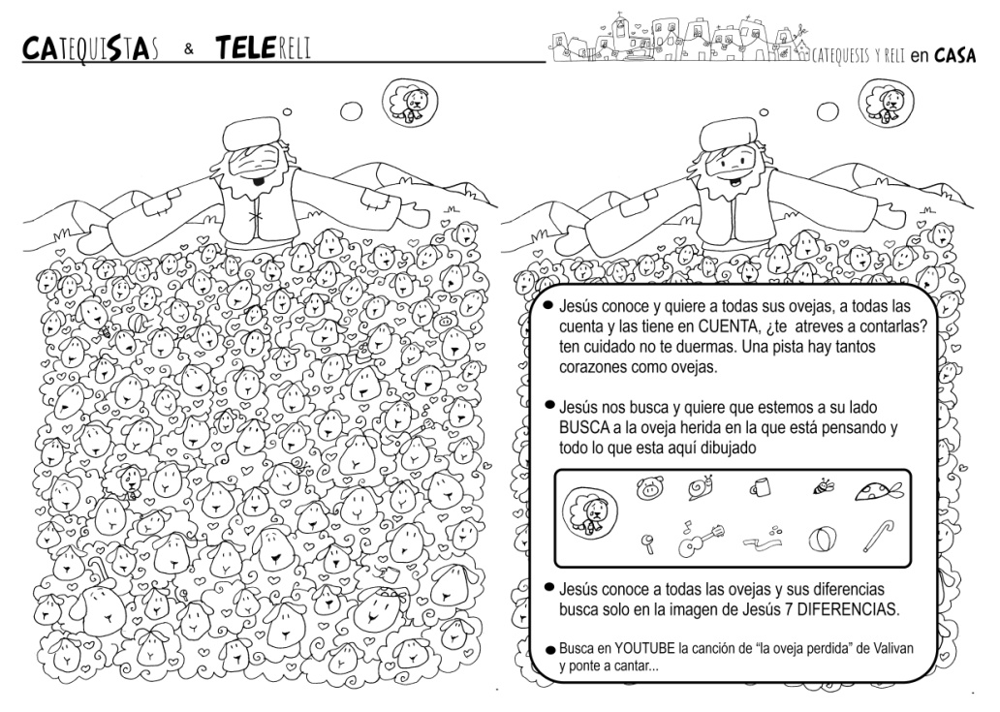 CATEQUISTAS & TELERELI
CATEQUESIS Y RELI en CASA
Jesús conoce y quiere a todas sus ovejas, a todas las
cuenta y las tiene en CUENTA, ¿te atreves a contarlas?
ten cuidado no te duermas. Una pista hay tantos
corazones como ovejas.
Jesús nos busca y quiere que estemos a su lado
BUSCA a la oveja herida en la que está pensando y
todo lo que esta aquí dibujado
Jesús conoce a todas las ovejas y sus diferencias
busca solo en la imagen de Jesús 7 DIFERENCIAS.
Busca en YOUTUBE la canción de “la oveja perdida” de Valivan
y ponte a cantar...